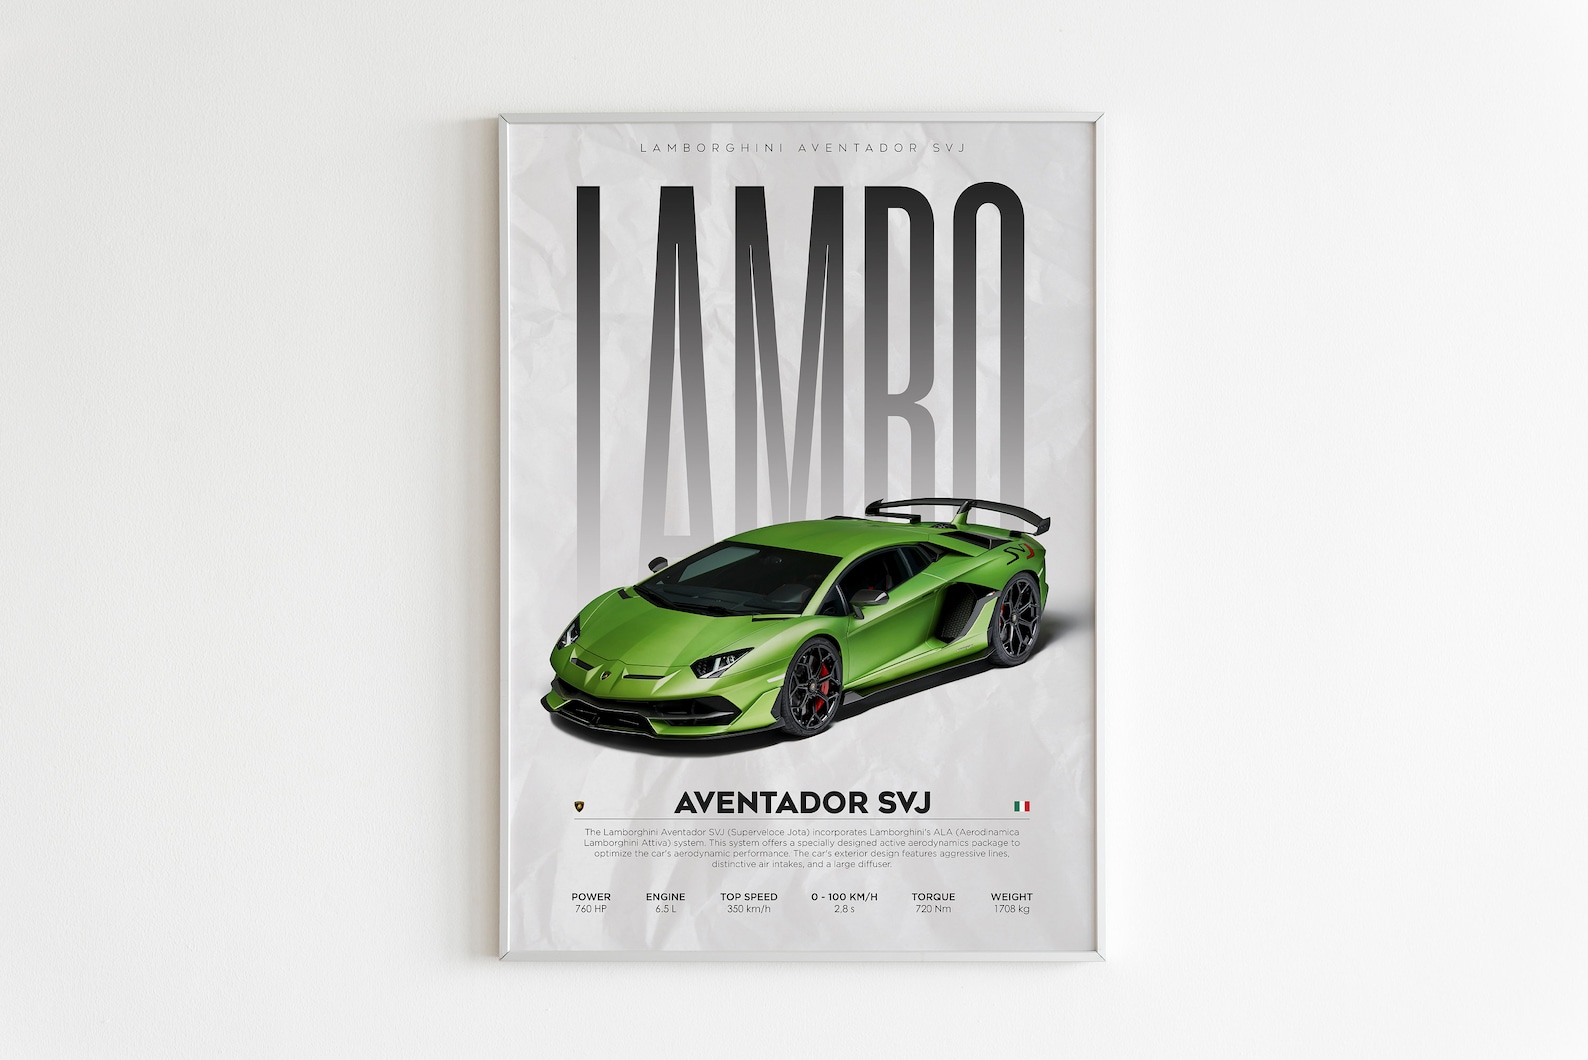 LAMBORGHINI AVENTADOR SVJ
LAMBO
SVJ
AVENTADOR SVJ
The Lamborghini Aventador SVJ (Superveloce Jota) incorporates Lamborghini's ALA (Aerodinamica
Lamborghini Attiva) system. This system offers a specially designed active aerodynamics package to
optimize the car's aerodynamic performance. The car's exterior design features aggressive lines,
distinctive air intakes, and a large diffuser.
POWER ENGINE TOP SPEED 0 - 100 KM/H TORQUE WEIGHT
760 HP 6.5 L 350 km/h 2.8 s 720 Nm 1708 kg